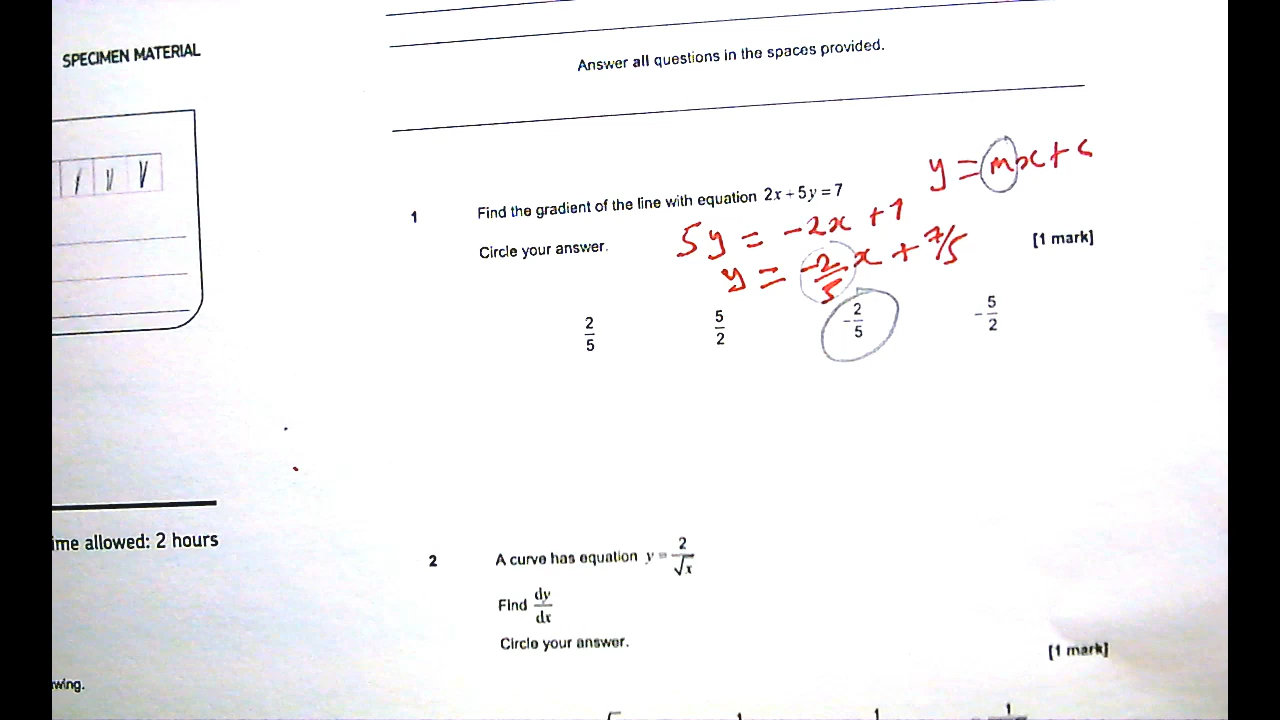 SPECIMEN MATERIAL
Answer all questions in the spaces provided.
y = mx + c
1 Find the gradient of the line with equation 2x + 5y = 7
Circle your answer.
5y = -2x + 7
[1 mark]
y = -2/5 x + 7/5
2/5 5/2 -2/5 -5/2
ime allowed: 2 hours
2 A curve has equation y = 2/√x
Find dy/dx
Circle your answer.
[1 mark]
wing.